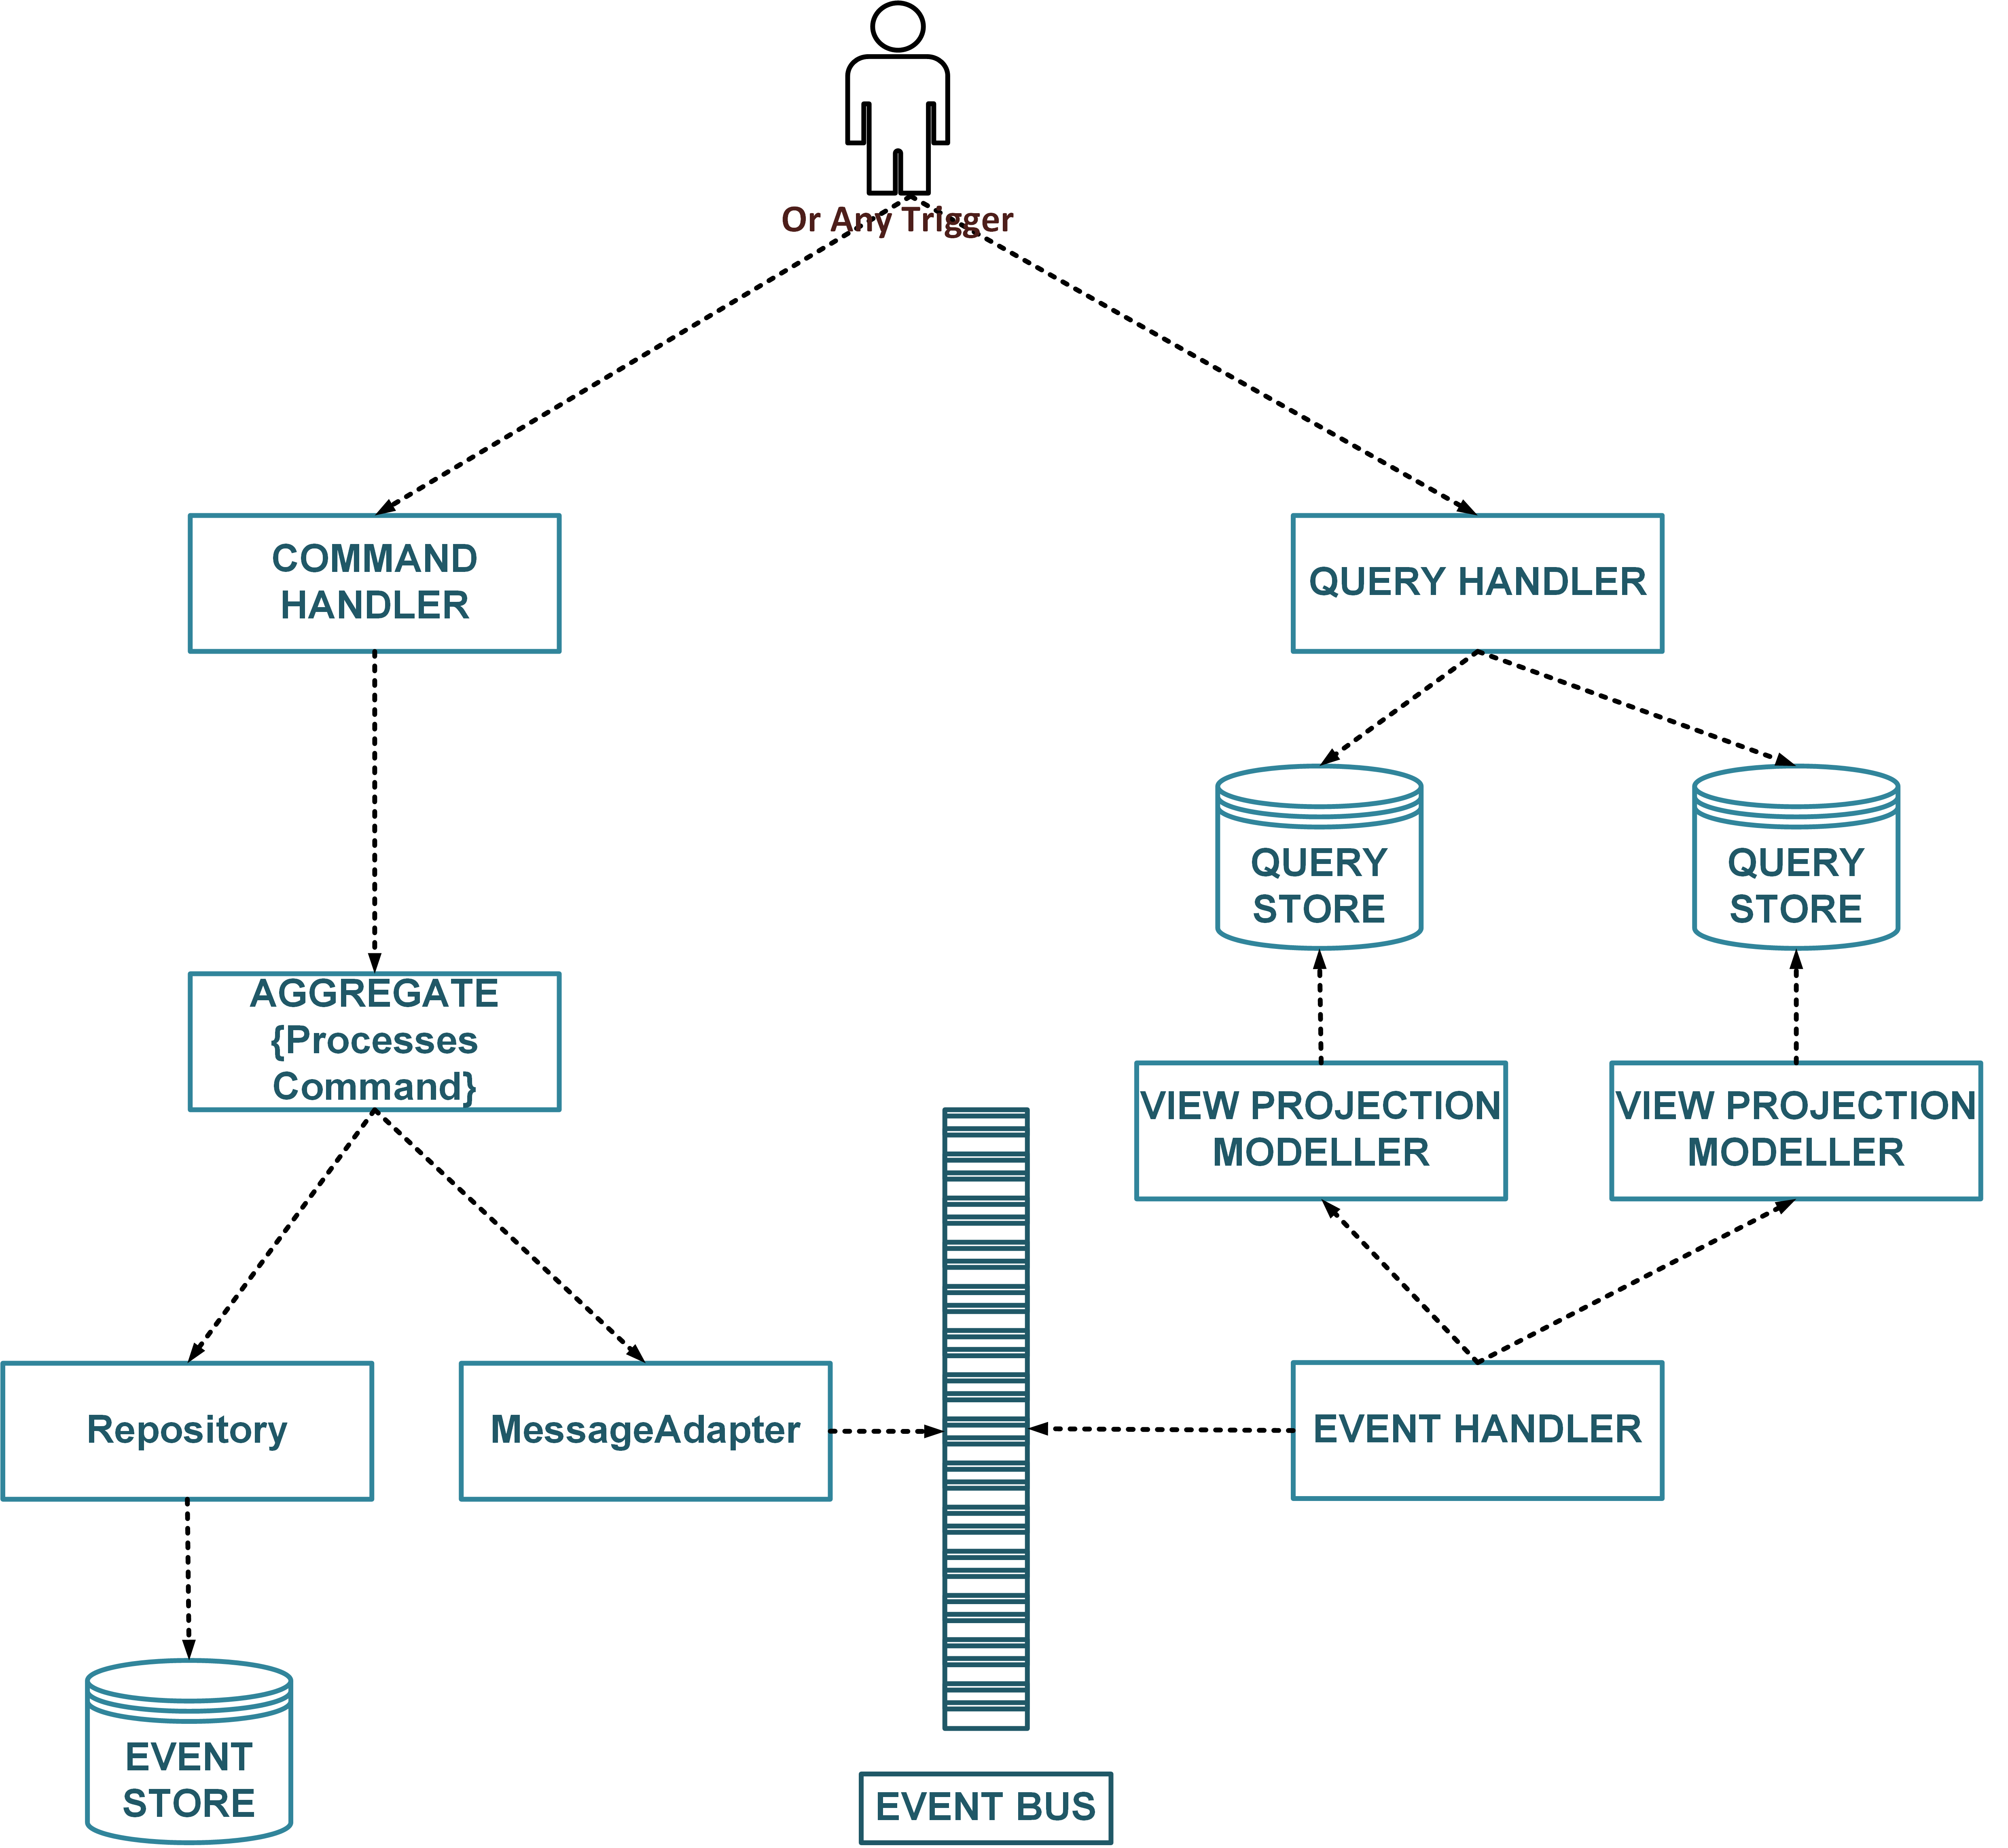 Or Any Trigger
COMMAND
HANDLER
QUERY HANDLER
QUERY
STORE
QUERY
STORE
AGGREGATE
{Processes
Command}
VIEW PROJECTION
MODELLER
VIEW PROJECTION
MODELLER
Repository
MessageAdapter
EVENT HANDLER
EVENT
STORE
EVENT BUS